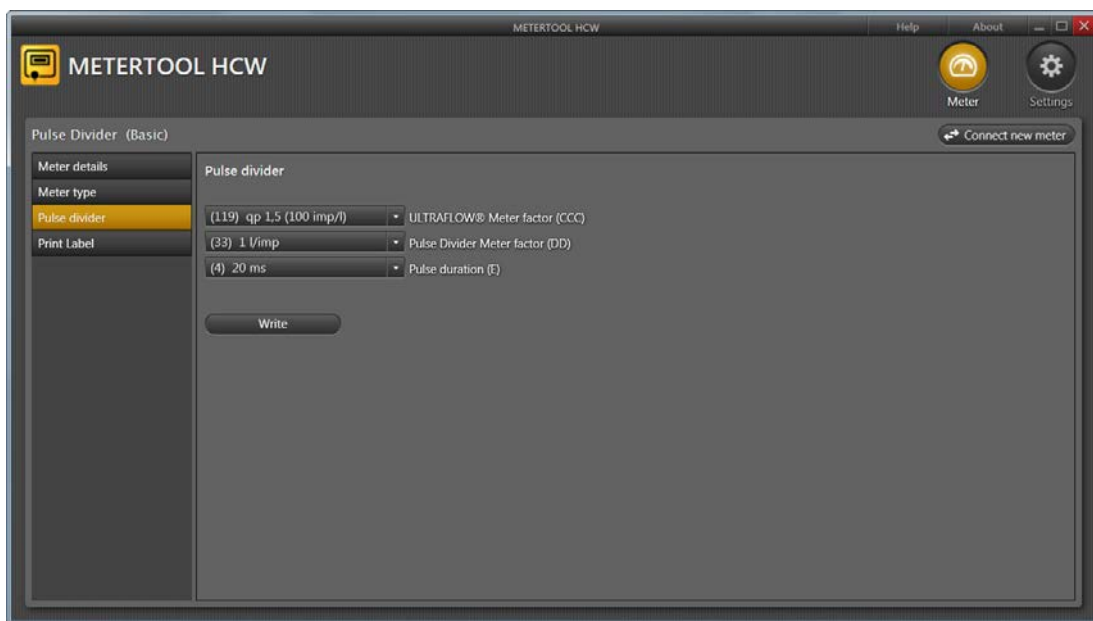 METERTOOL HCW
Help
About
METERTOOL HCW
Meter
Settings
Pulse Divider (Basic)
Connect new meter
Meter details
Meter type
Pulse divider
Print Label
Pulse divider
(119) qp 1,5 (100 imp/l) ULTRAFLOW® Meter factor (CCC)
(33) 1 l/imp Pulse Divider Meter factor (DD)
(4) 20 ms Pulse duration (E)
Write